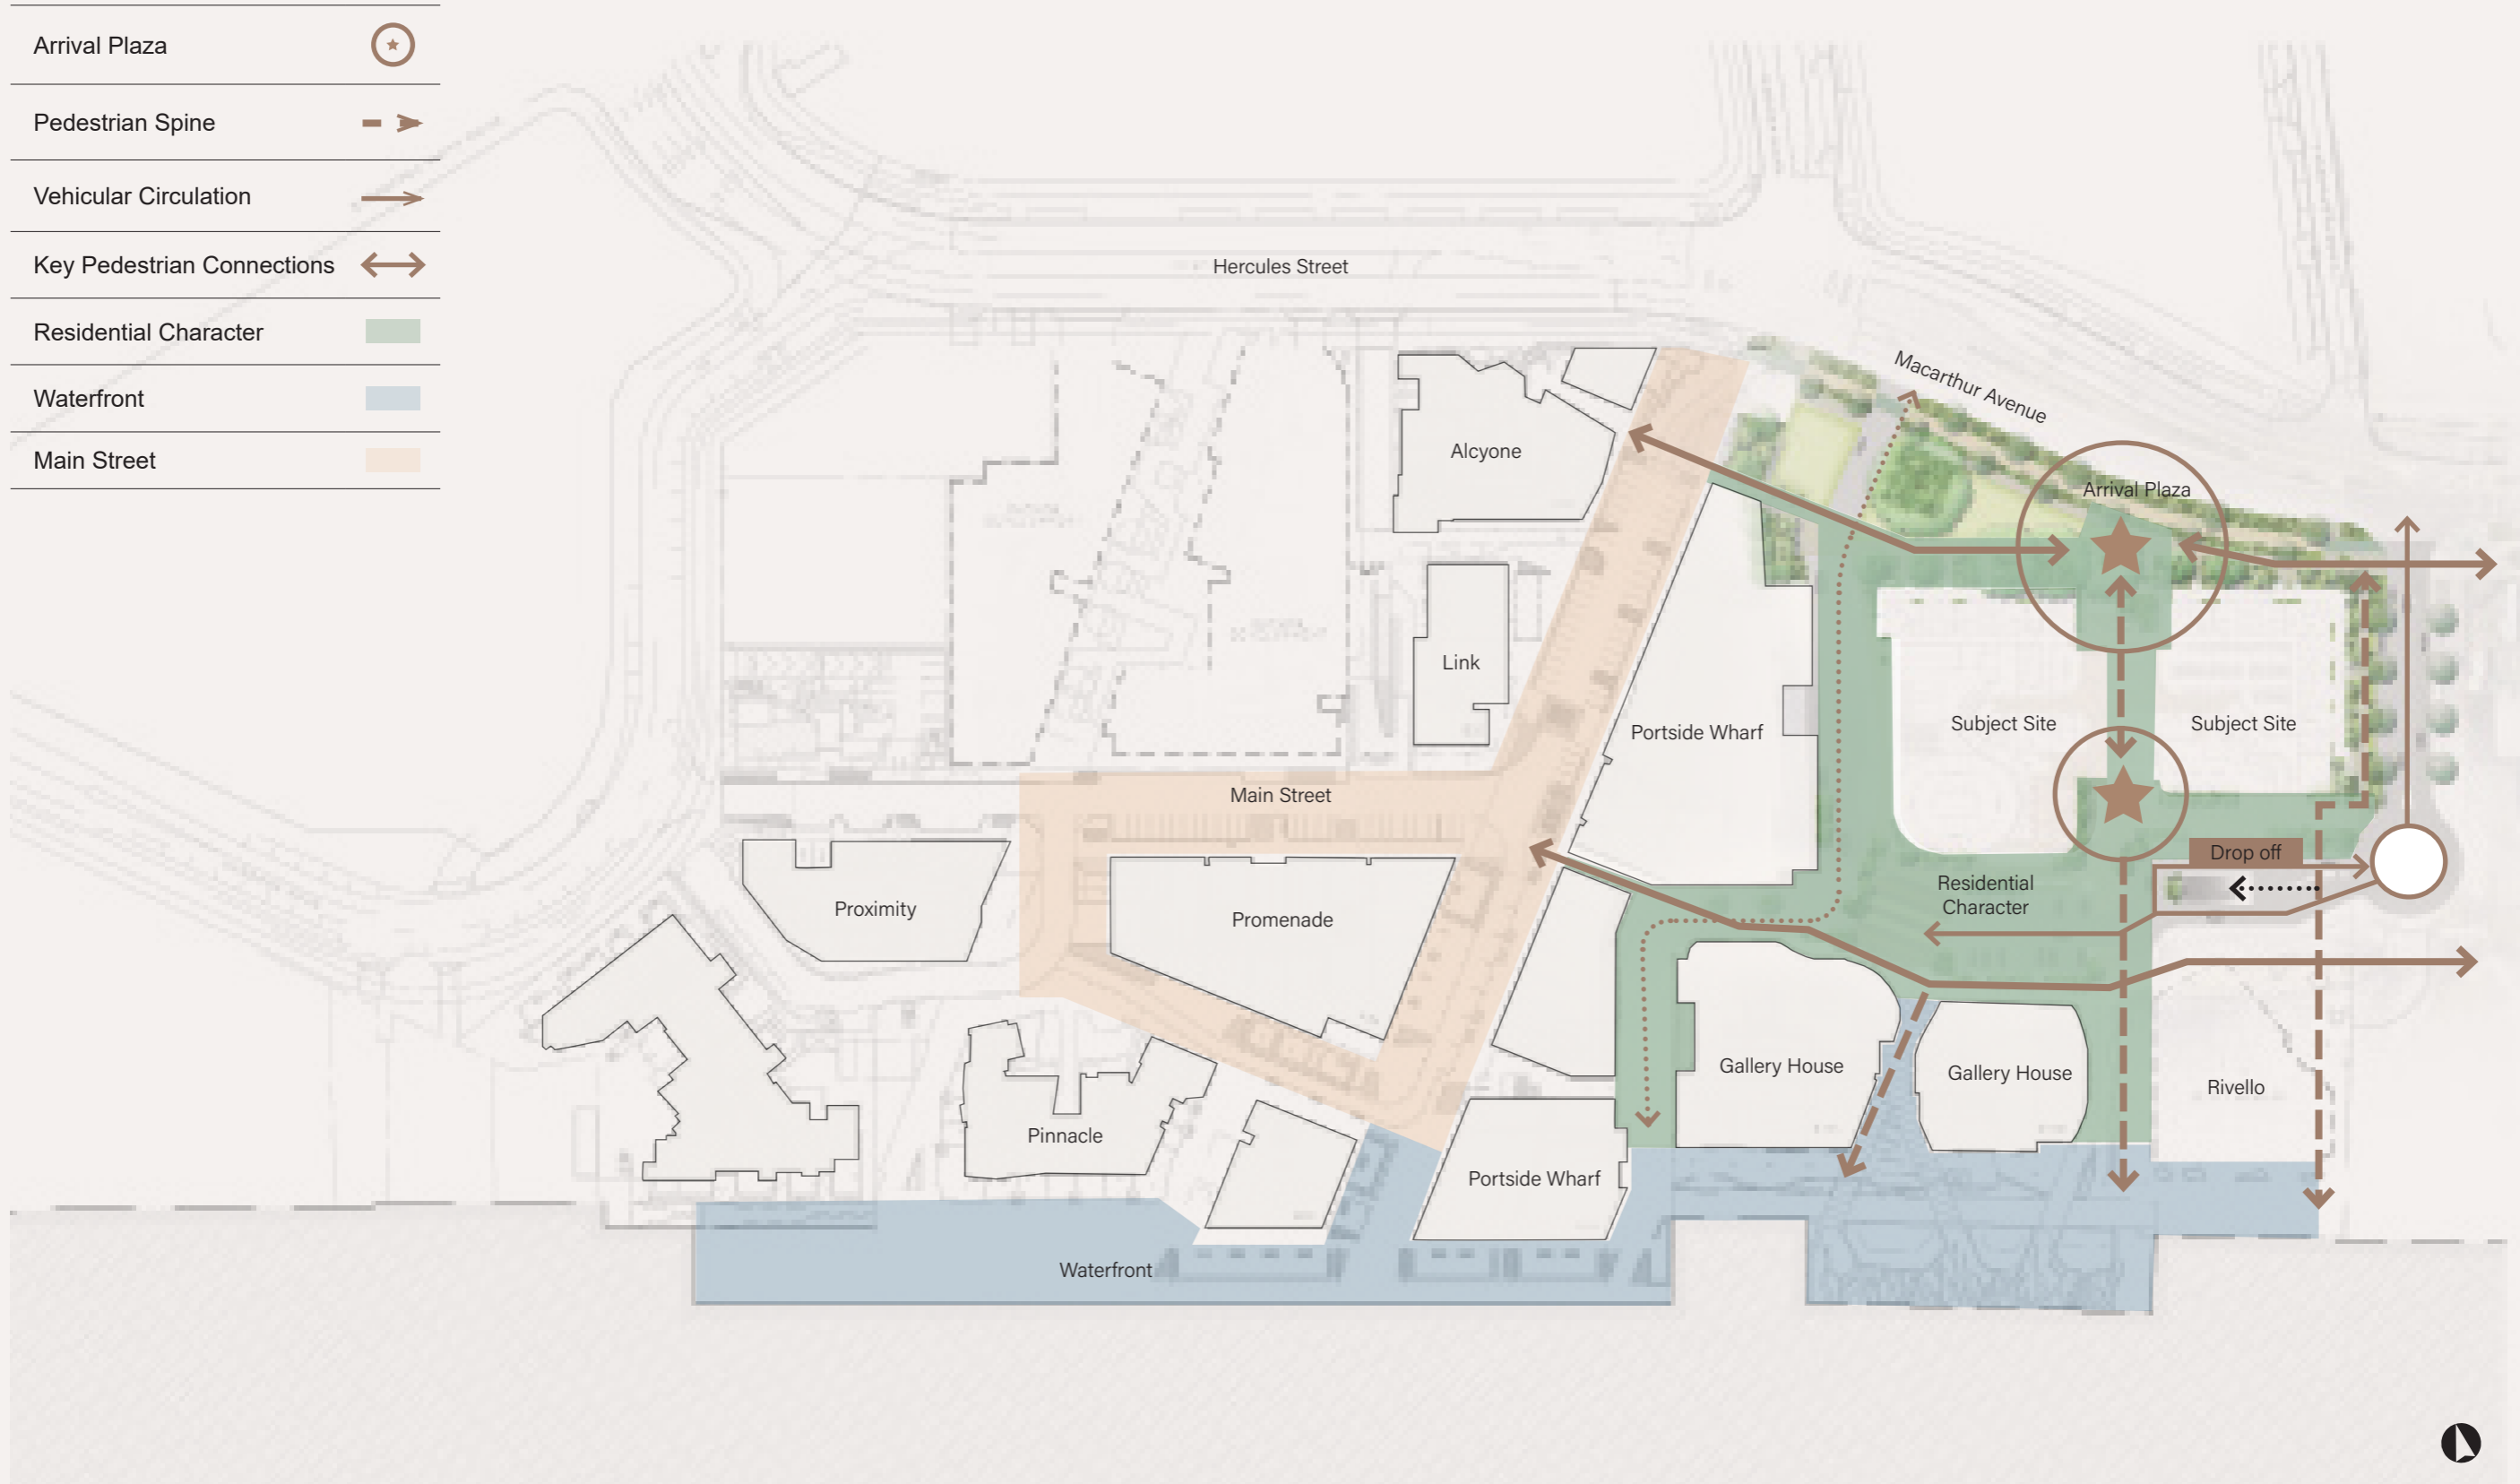 Arrival Plaza
Pedestrian Spine
Vehicular Circulation
Key Pedestrian Connections
Residential Character
Waterfront
Main Street
Hercules Street
Macarthur Avenue
Alcyone
Arrival Plaza
Link
Portside Wharf
Subject Site
Subject Site
Main Street
Drop off
Residential
Character
Proximity
Promenade
Gallery House
Gallery House
Rivello
Pinnacle
Portside Wharf
Waterfront